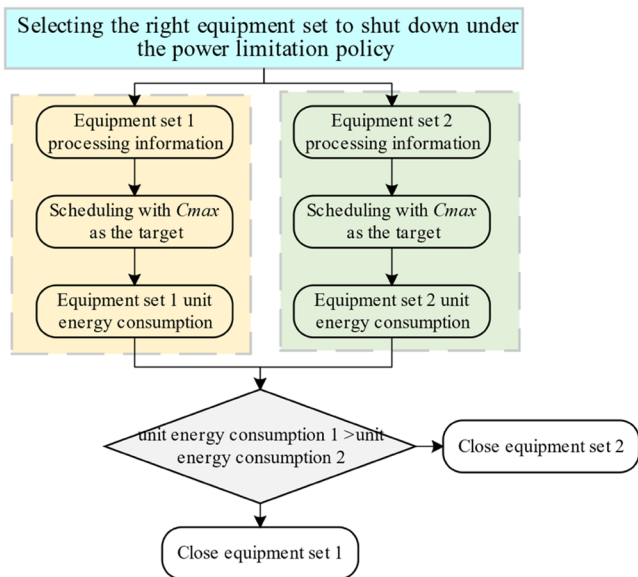 Selecting the right equipment set to shut down under
the power limitation policy
Equipment set 1
processing information
Equipment set 2
processing information
Scheduling with Cmax
as the target
Scheduling with Cmax
as the target
Equipment set 1 unit
energy consumption
Equipment set 2 unit
energy consumption
unit energy consumption 1 >unit
energy consumption 2
Close equipment set 2
Close equipment set 1